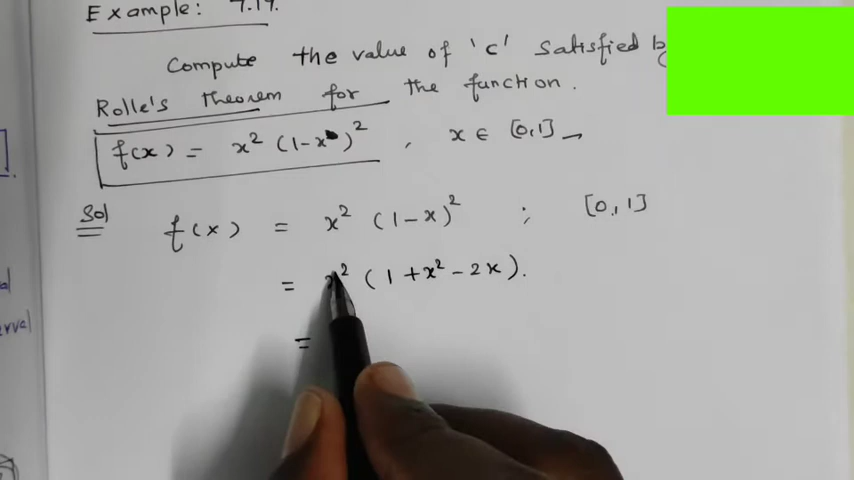 Example: 7.19.
Compute the value of 'c' satisfied
Rolle's theorem for the function.
f(x) = x² (1-x)² , x ∈ [0,1]
Sol f(x) = x² (1-x)² ; [0,1]
= x² (1+x²-2x).
=